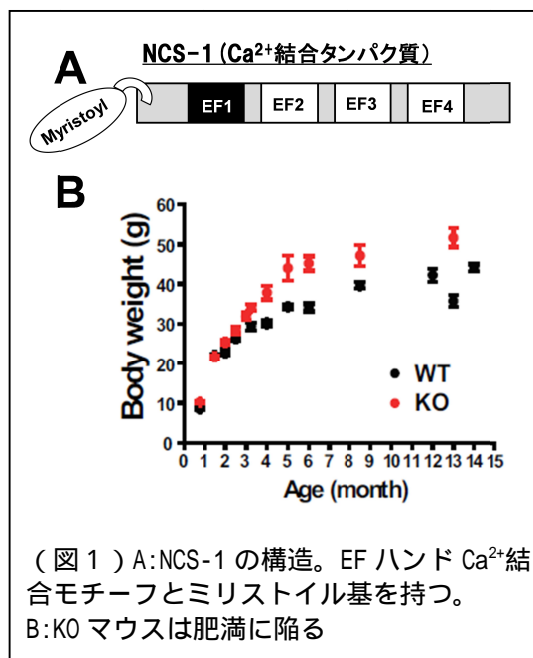 A
NCS-1 (Ca²⁺結合タンパク質)
Myristoyl
EF1 EF2 EF3 EF4
B
60
50
40
30
20
10
0
Body weight (g)
WT
KO
0 1 2 3 4 5 6 7 8 9 10 11 12 13 14 15
Age (month)
(図1)A:NCS-1 の構造。EF ハンド Ca²⁺結
合モチーフとミリストイル基を持つ。
B:KO マウスは肥満に陥る